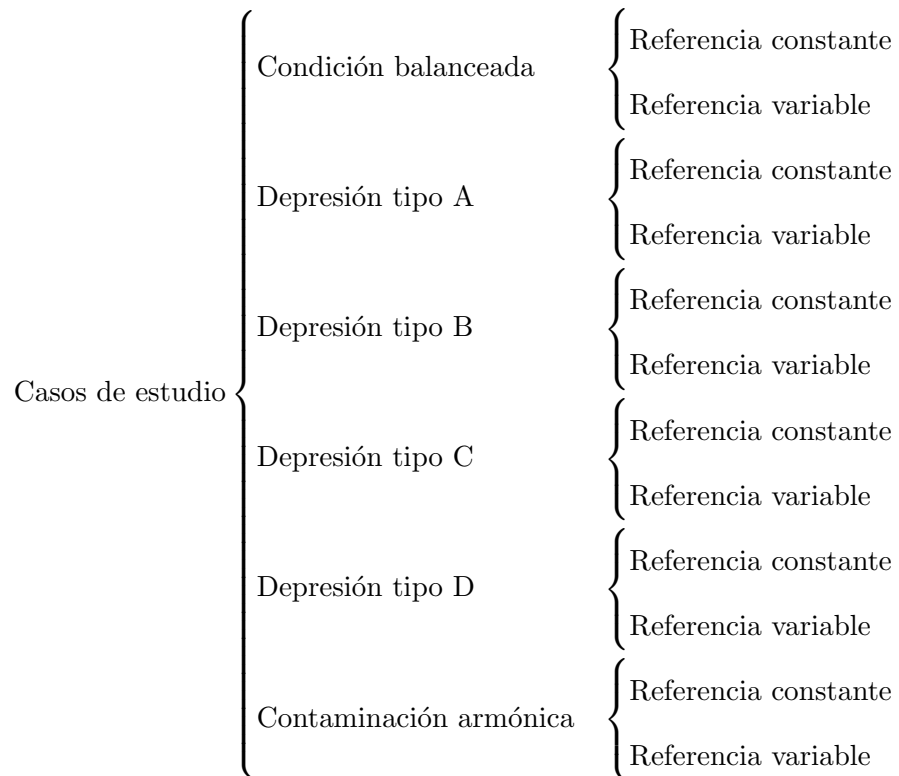 Condición balanceada
Referencia constante
Referencia variable
Depresión tipo A
Referencia constante
Referencia variable
Depresión tipo B
Referencia constante
Referencia variable
Casos de estudio
Depresión tipo C
Referencia constante
Referencia variable
Depresión tipo D
Referencia constante
Referencia variable
Contaminación armónica
Referencia constante
Referencia variable